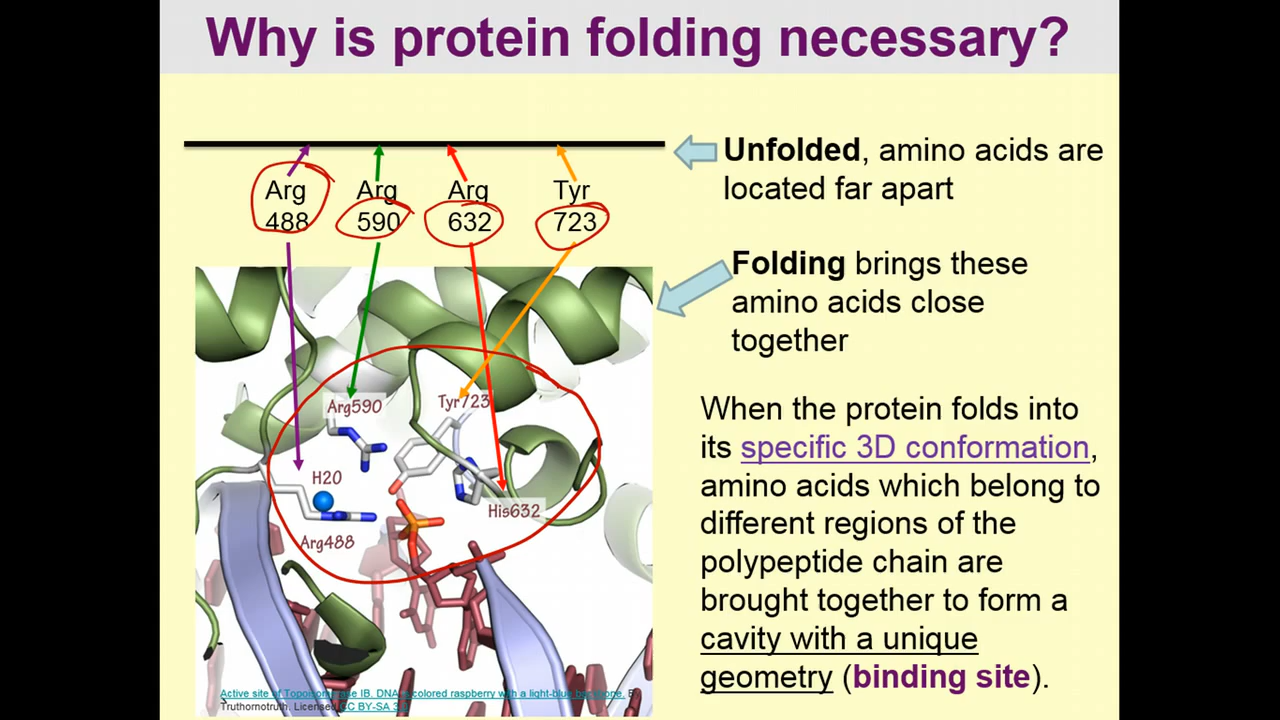 Why is protein folding necessary?
Unfolded, amino acids are
located far apart
Arg Arg Arg Tyr
488 590 632 723
Folding brings these
amino acids close
together
Arg590
Tyr723
H20
His632
Arg488
When the protein folds into
its specific 3D conformation,
amino acids which belong to
different regions of the
polypeptide chain are
brought together to form a
cavity with a unique
geometry (binding site).
Active site of Topoisomerase IB. DNA is colored raspberry with a light-blue backbone.
Truthornotruth. Licensed CC BY-SA 3.0